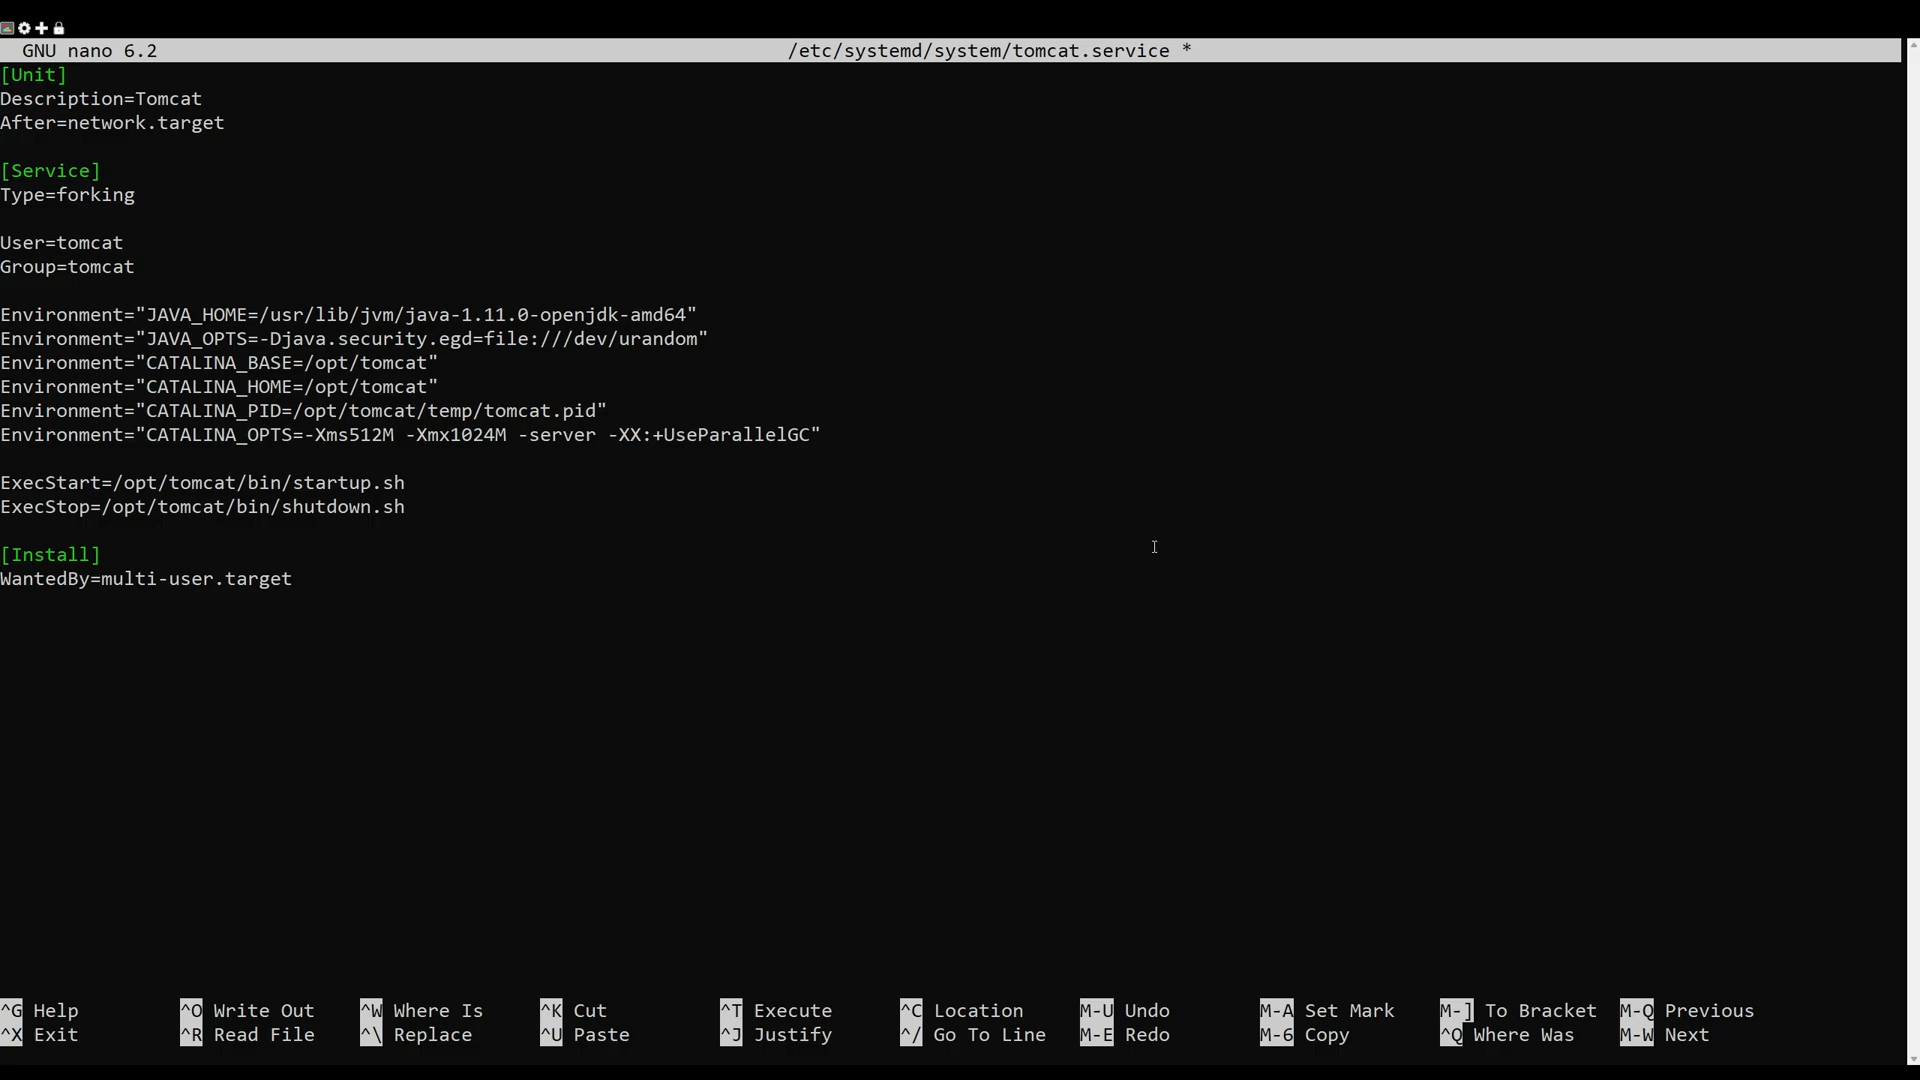 GNU nano 6.2 /etc/systemd/system/tomcat.service *
[Unit]
Description=Tomcat
After=network.target
[Service]
Type=forking
User=tomcat
Group=tomcat
Environment="JAVA_HOME=/usr/lib/jvm/java-1.11.0-openjdk-amd64"
Environment="JAVA_OPTS=-Djava.security.egd=file:///dev/urandom"
Environment="CATALINA_BASE=/opt/tomcat"
Environment="CATALINA_HOME=/opt/tomcat"
Environment="CATALINA_PID=/opt/tomcat/temp/tomcat.pid"
Environment="CATALINA_OPTS=-Xms512M -Xmx1024M -server -XX:+UseParallelGC"
ExecStart=/opt/tomcat/bin/startup.sh
ExecStop=/opt/tomcat/bin/shutdown.sh
[Install]
WantedBy=multi-user.target
^G Help ^O Write Out ^W Where Is ^K Cut ^T Execute ^C Location M-U Undo M-A Set Mark M-] To Bracket M-Q Previous
^X Exit ^R Read File ^\ Replace ^U Paste ^J Justify ^/ Go To Line M-E Redo M-6 Copy ^Q Where Was M-W Next